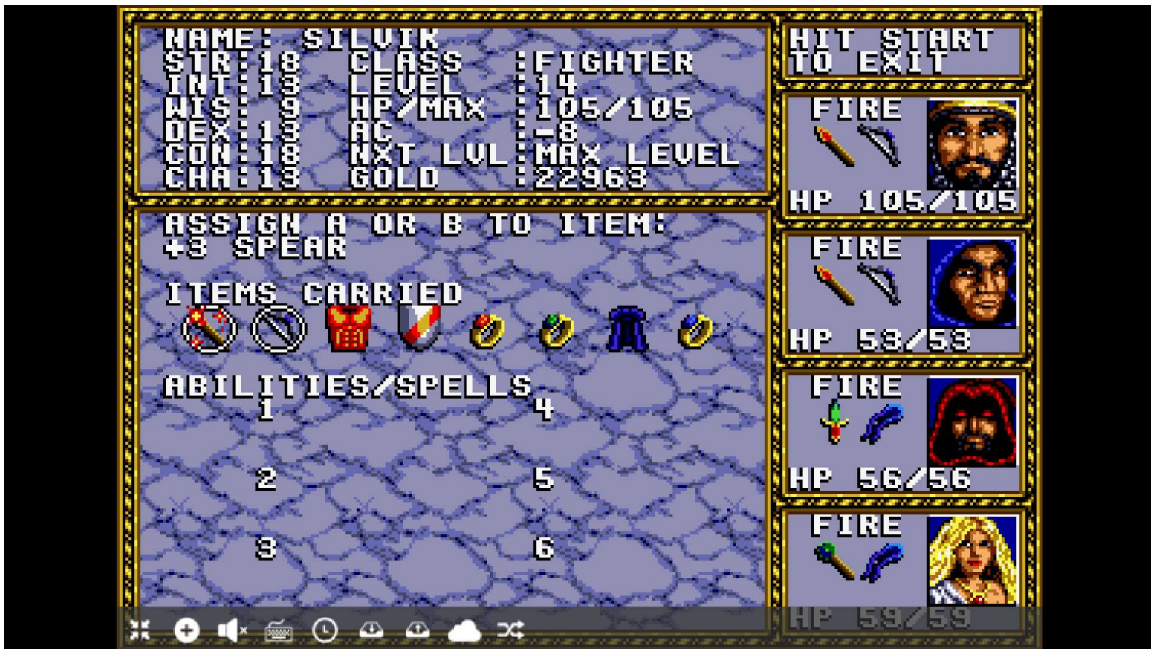 NAME: SILVIK
STR:18 CLASS :FIGHTER
INT:13 LEVEL :14
WIS: 9 HP/MAX :105/105
DEX:13 AC :-8
CON:18 NXT LVL:MAX LEVEL
CHA:13 GOLD :22963
ASSIGN A OR B TO ITEM:
+3 SPEAR
ITEMS CARRIED
ABILITIES/SPELLS
1 4
2 5
3 6
HIT START
TO EXIT
FIRE
HP 105/105
FIRE
HP 53/53
FIRE
HP 56/56
FIRE
HP 59/59